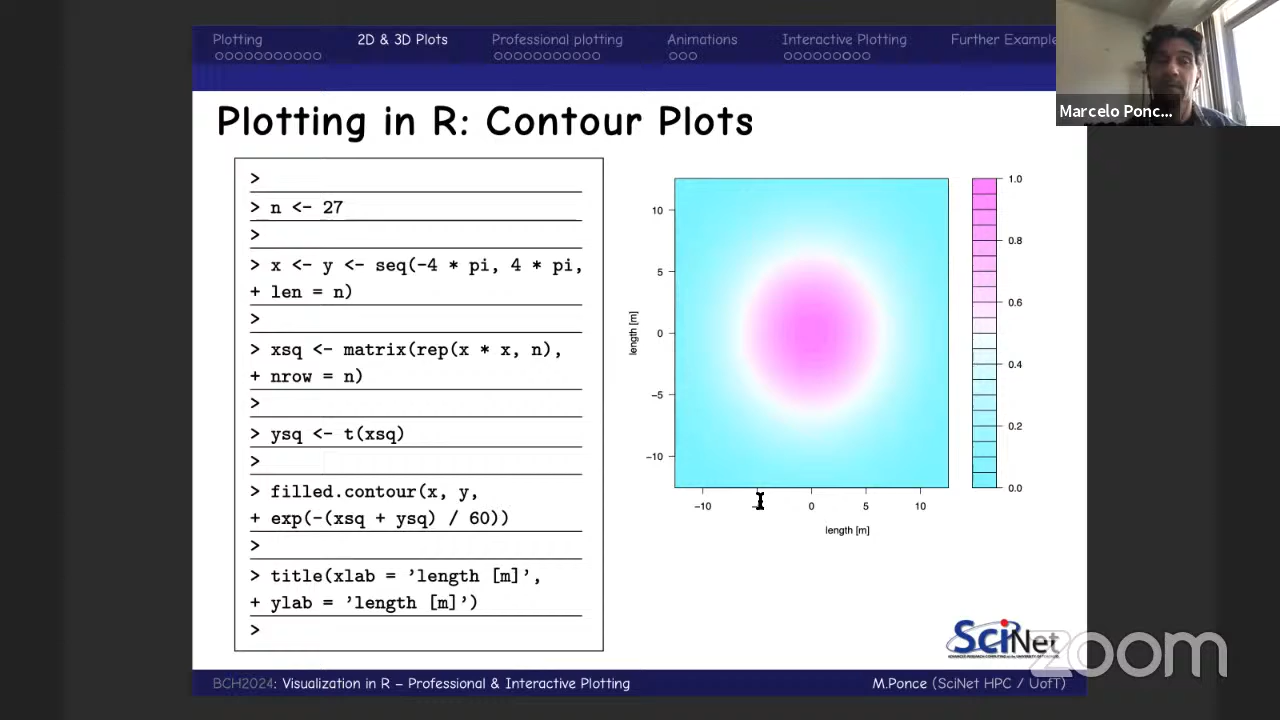 Plotting 2D & 3D Plots Professional plotting Animations Interactive Plotting Further Example
Marcelo Ponc...
Plotting in R: Contour Plots
>
> n <- 27
>
> x <- y <- seq(-4 * pi, 4 * pi,
+ len = n)
>
> xsq <- matrix(rep(x * x, n),
+ nrow = n)
>
> ysq <- t(xsq)
>
> filled.contour(x, y,
+ exp(-(xsq + ysq) / 60))
>
> title(xlab = 'length [m]',
+ ylab = 'length [m]')
>
10
5
0
−5
−10
length [m]
−10 0 5 10
length [m]
1.0
0.8
0.6
0.4
0.2
0.0
SciNet
zoom
BCH2024: Visualization in R – Professional & Interactive Plotting M.Ponce (SciNet HPC / UofT)